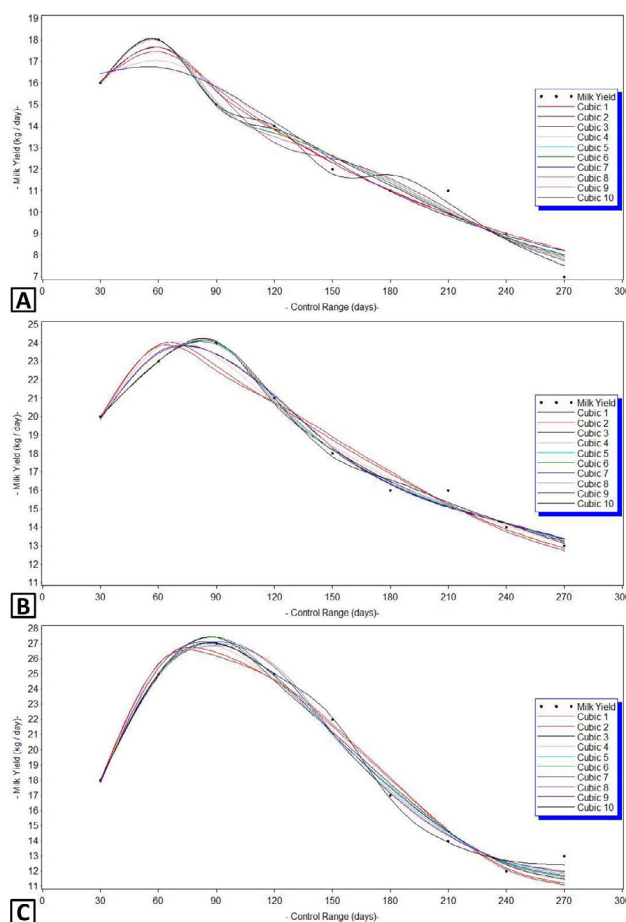 18
17
16
15
14
13
12
11
10
9
8
7
- Milk Yield (kg / day)-
0 30 60 90 120 150 180 210 240 270 300
- Control Range (days)-
Milk Yield
Cubic 1
Cubic 2
Cubic 3
Cubic 4
Cubic 5
Cubic 6
Cubic 7
Cubic 8
Cubic 9
Cubic 10
A
25
24
23
22
21
20
19
18
17
16
15
14
13
12
11
- Milk Yield (kg / day)-
0 30 60 90 120 150 180 210 240 270 300
- Control Range (days)-
Milk Yield
Cubic 1
Cubic 2
Cubic 3
Cubic 4
Cubic 5
Cubic 6
Cubic 7
Cubic 8
Cubic 9
Cubic 10
B
28
27
26
25
24
23
22
21
20
19
18
17
16
15
14
13
12
11
- Milk Yield (kg / day)-
0 30 60 90 120 150 180 210 240 270 300
- Control Range (days)-
Milk Yield
Cubic 1
Cubic 2
Cubic 3
Cubic 4
Cubic 5
Cubic 6
Cubic 7
Cubic 8
Cubic 9
Cubic 10
C